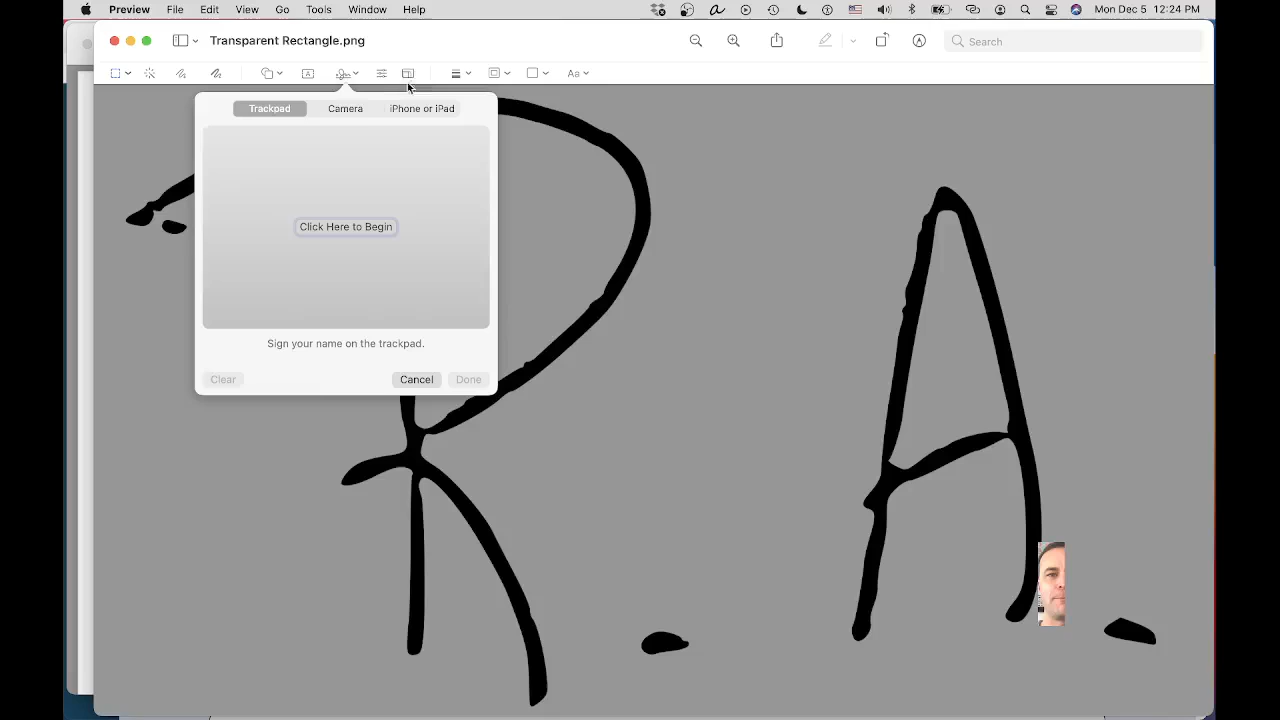 Preview File Edit View Go Tools Window Help Mon Dec 5 12:24 PM
Transparent Rectangle.png Search
A Aa
Trackpad Camera iPhone or iPad
Click Here to Begin
Sign your name on the trackpad.
Clear Cancel Done
R. A.